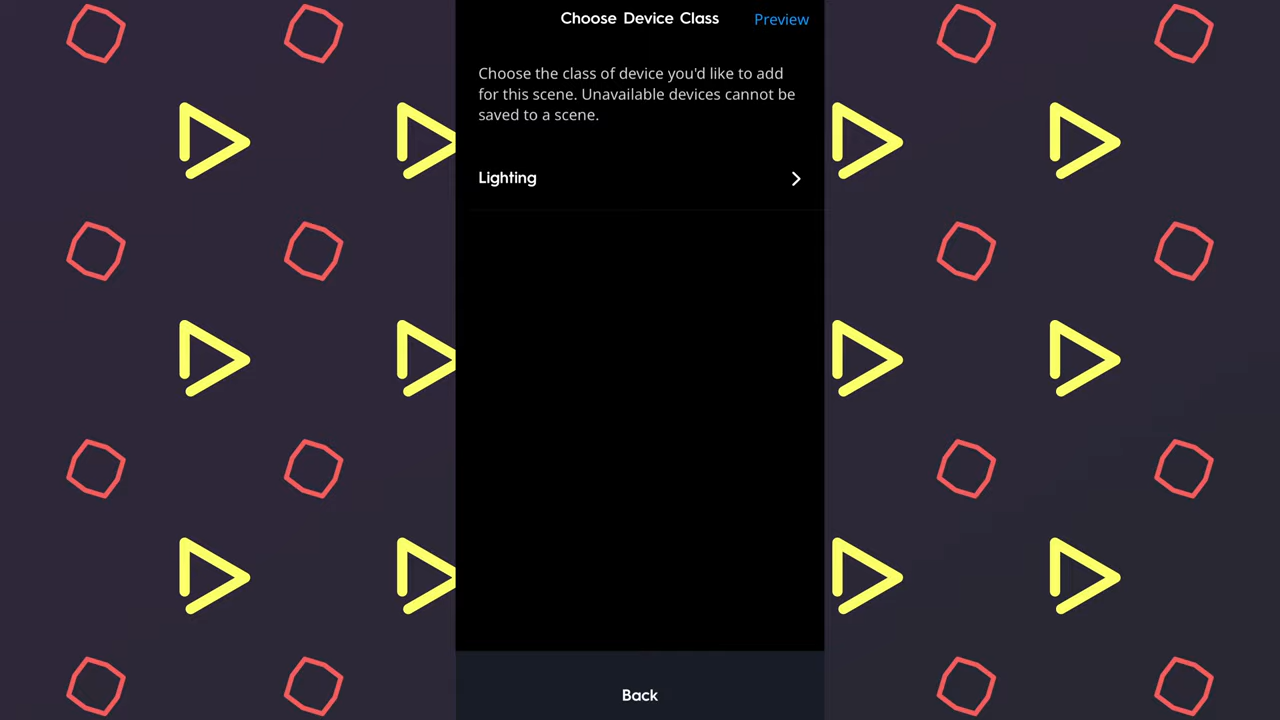 Choose Device Class
Preview
Choose the class of device you'd like to add
for this scene. Unavailable devices cannot be
saved to a scene.
Lighting
Back